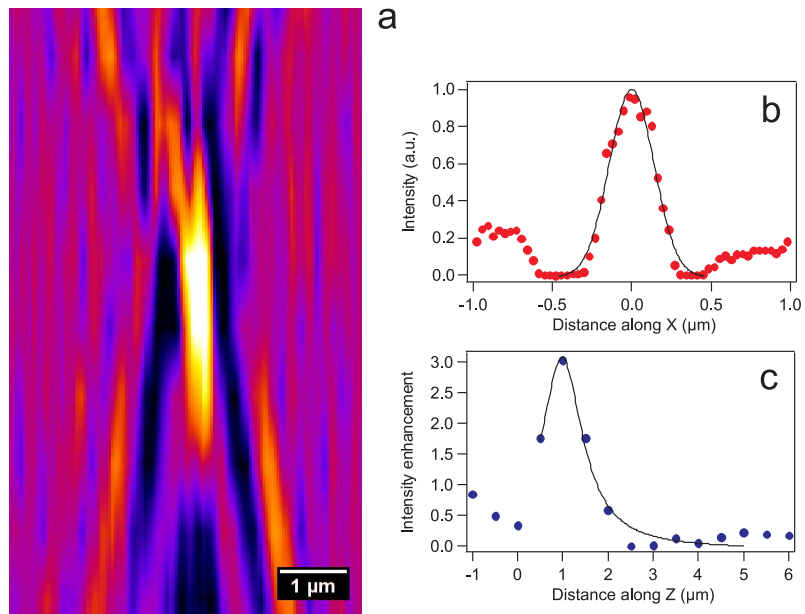 a
1 µm
b
Intensity (a.u.)
1.0
0.8
0.6
0.4
0.2
0.0
-1.0 -0.5 0.0 0.5 1.0
Distance along X (µm)
c
Intensity enhancement
3.0
2.5
2.0
1.5
1.0
0.5
0.0
-1 0 1 2 3 4 5 6
Distance along Z (µm)